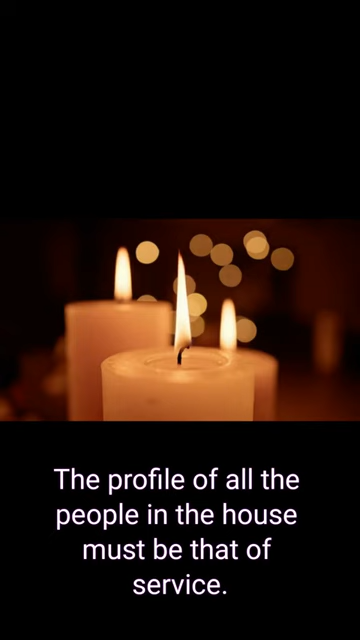 The profile of all the
people in the house
must be that of
service.